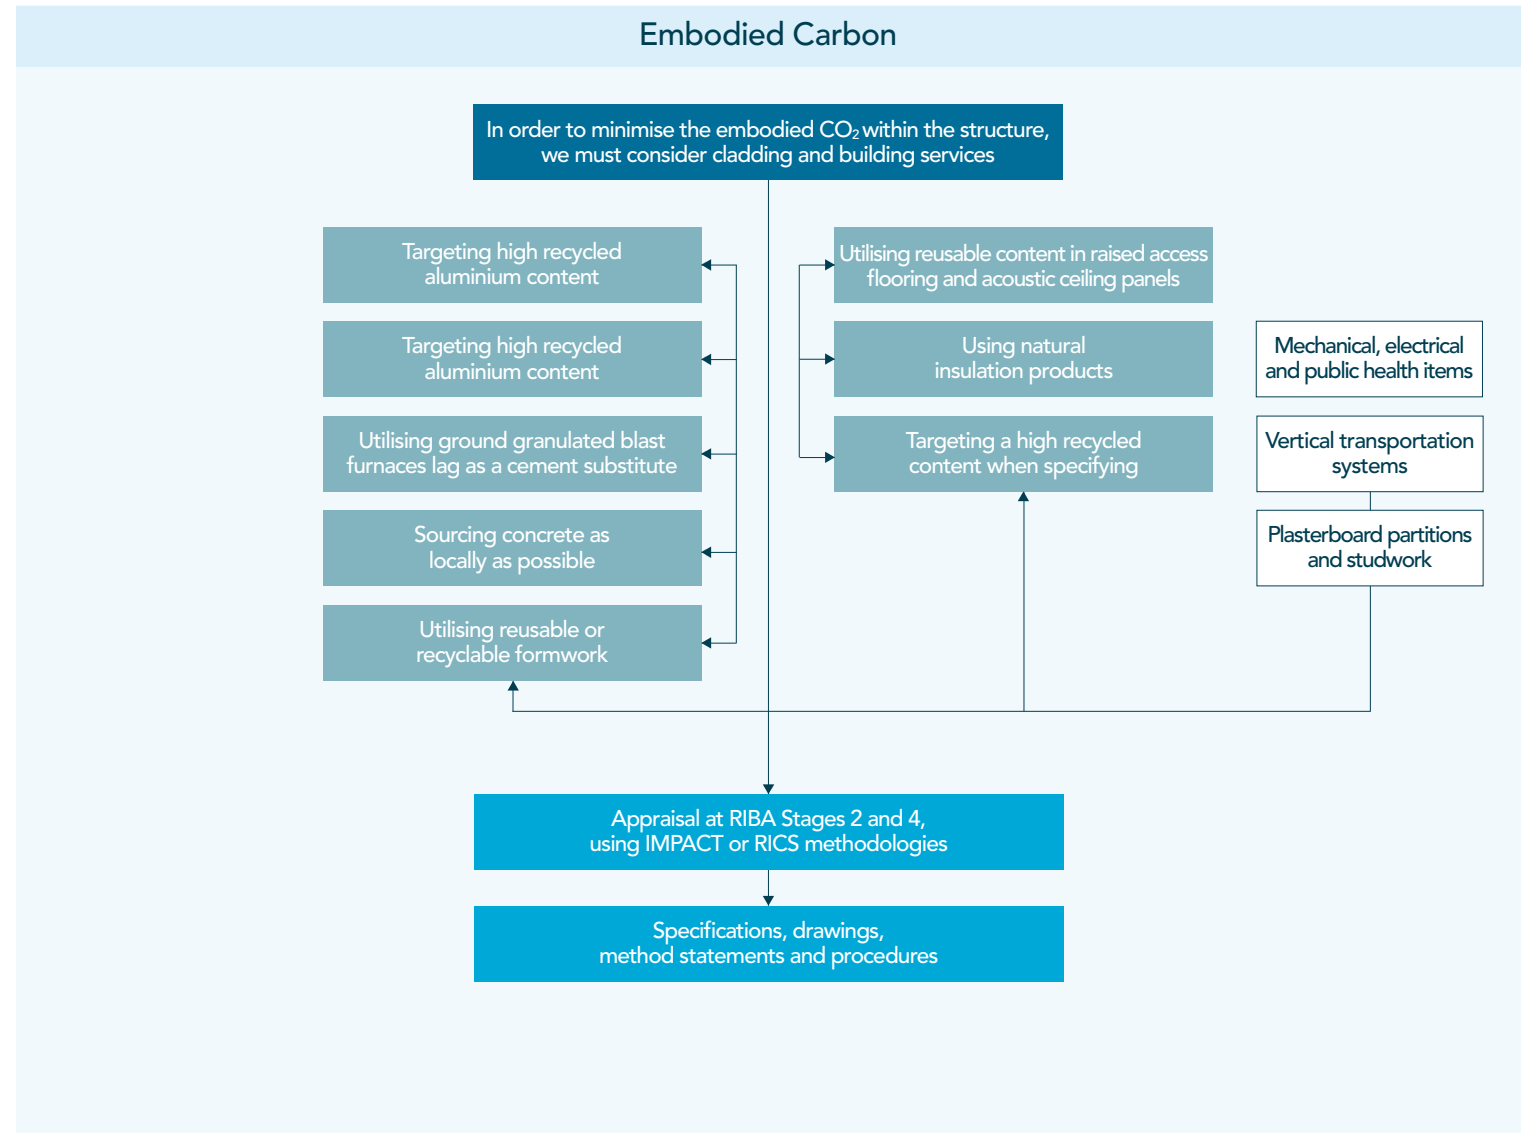 Embodied Carbon
In order to minimise the embodied CO₂ within the structure,
we must consider cladding and building services
Targeting high recycled
aluminium content
Targeting high recycled
aluminium content
Utilising ground granulated blast
furnaces lag as a cement substitute
Sourcing concrete as
locally as possible
Utilising reusable or
recyclable formwork
Utilising reusable content in raised access
flooring and acoustic ceiling panels
Using natural
insulation products
Targeting a high recycled
content when specifying
Mechanical, electrical
and public health items
Vertical transportation
systems
Plasterboard partitions
and studwork
Appraisal at RIBA Stages 2 and 4,
using IMPACT or RICS methodologies
Specifications, drawings,
method statements and procedures